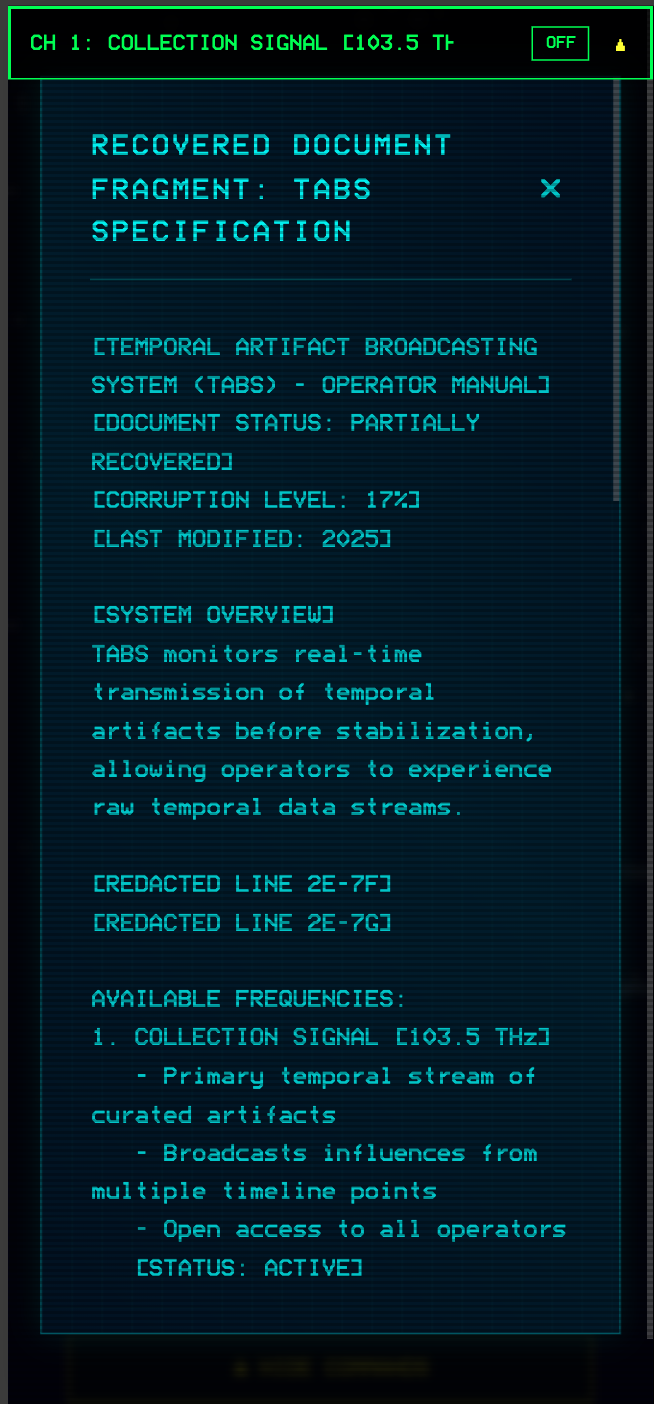 CH 1: COLLECTION SIGNAL [103.5 TH
OFF
RECOVERED DOCUMENT
FRAGMENT: TABS
SPECIFICATION
[TEMPORAL ARTIFACT BROADCASTING
SYSTEM (TABS) - OPERATOR MANUAL]
[DOCUMENT STATUS: PARTIALLY
RECOVERED]
[CORRUPTION LEVEL: 17%]
[LAST MODIFIED: 2025]
[SYSTEM OVERVIEW]
TABS monitors real-time
transmission of temporal
artifacts before stabilization,
allowing operators to experience
raw temporal data streams.
[REDACTED LINE 2E-7F]
[REDACTED LINE 2E-7G]
AVAILABLE FREQUENCIES:
1. COLLECTION SIGNAL [103.5 THz]
- Primary temporal stream of
curated artifacts
- Broadcasts influences from
multiple timeline points
- Open access to all operators
[STATUS: ACTIVE]